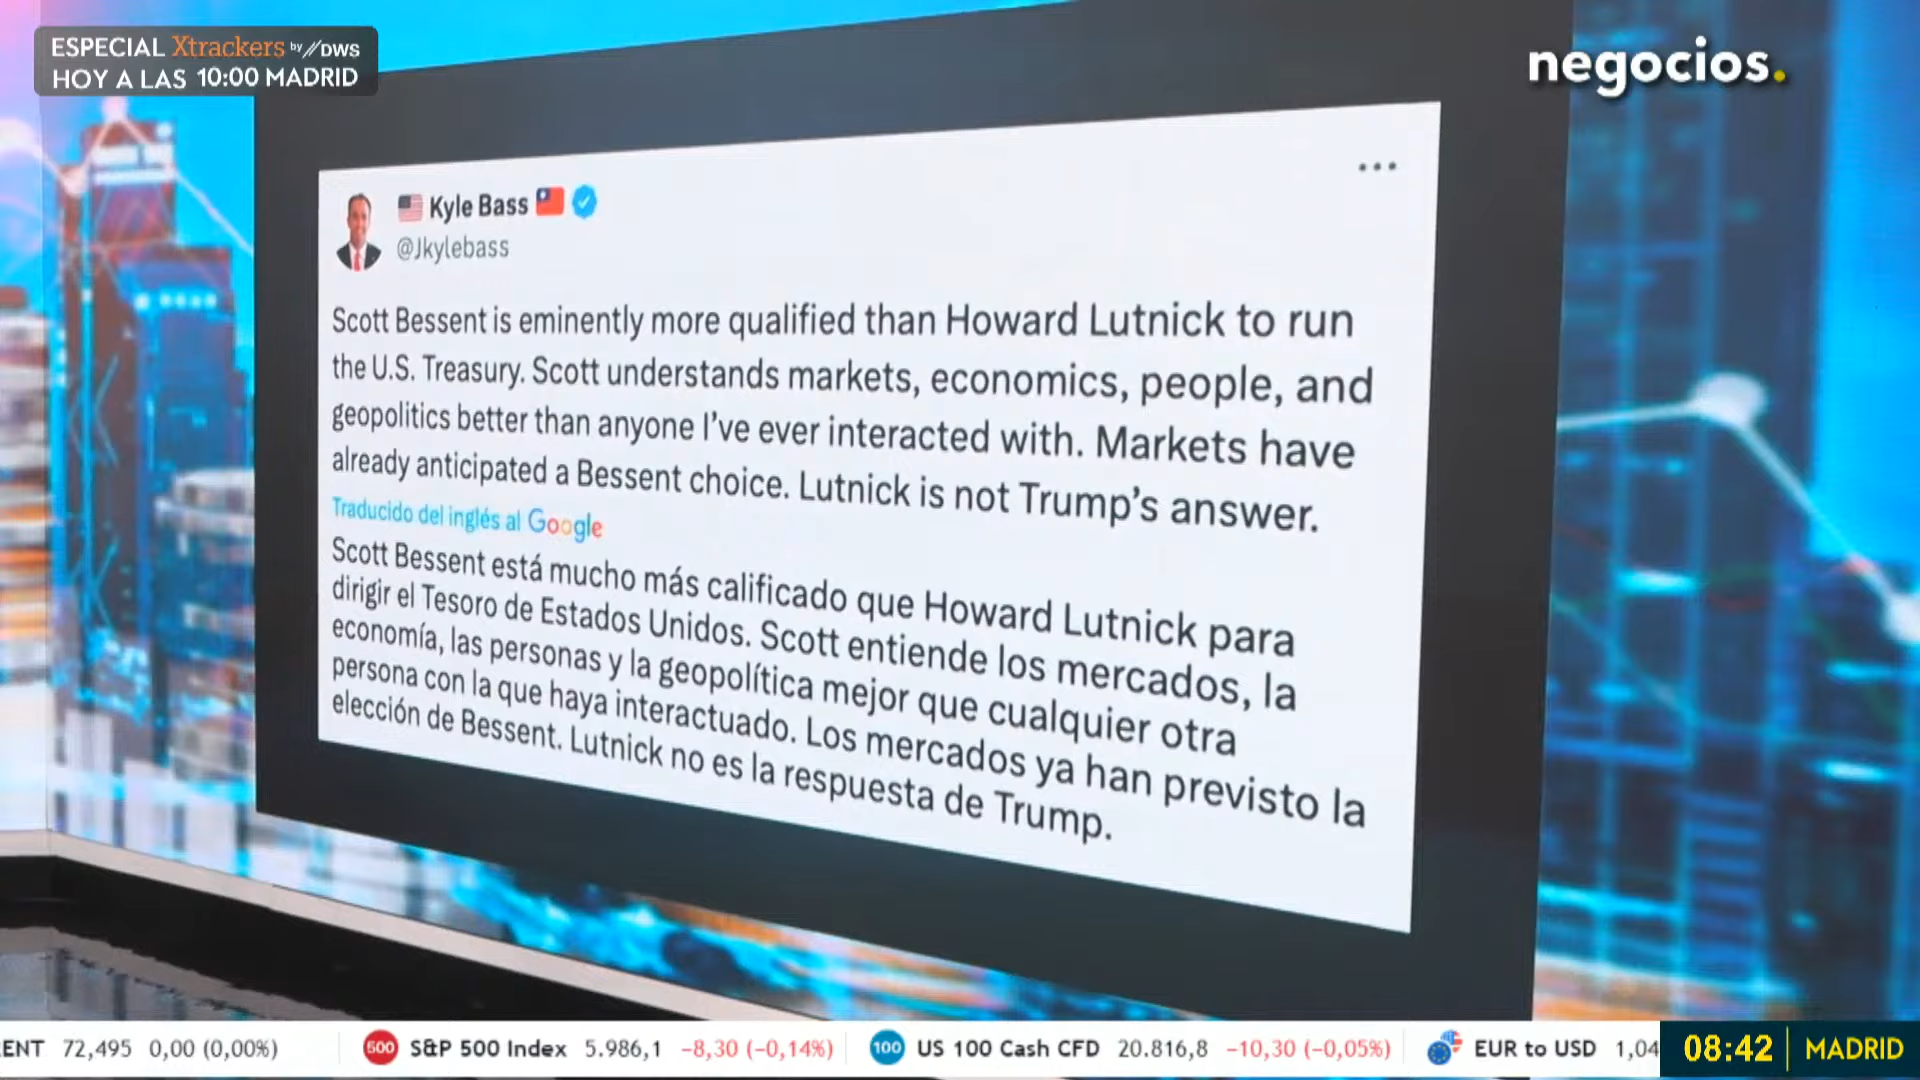 ESPECIAL Xtrackers by //DWS
HOY A LAS 10:00 MADRID
negocios.
Kyle Bass
@Jkylebass
Scott Bessent is eminently more qualified than Howard Lutnick to run
the U.S. Treasury. Scott understands markets, economics, people, and
geopolitics better than anyone I’ve ever interacted with. Markets have
already anticipated a Bessent choice. Lutnick is not Trump’s answer.
Traducido del inglés al Google
Scott Bessent está mucho más calificado que Howard Lutnick para
dirigir el Tesoro de Estados Unidos. Scott entiende los mercados, la
economía, las personas y la geopolítica mejor que cualquier otra
persona con la que haya interactuado. Los mercados ya han previsto la
elección de Bessent. Lutnick no es la respuesta de Trump.
ENT 72,495 0,00 (0,00%) 500 S&P 500 Index 5.986,1 -8,30 (-0,14%) 100 US 100 Cash CFD 20.816,8 -10,30 (-0,05%) EUR to USD 1,04 08:42 MADRID